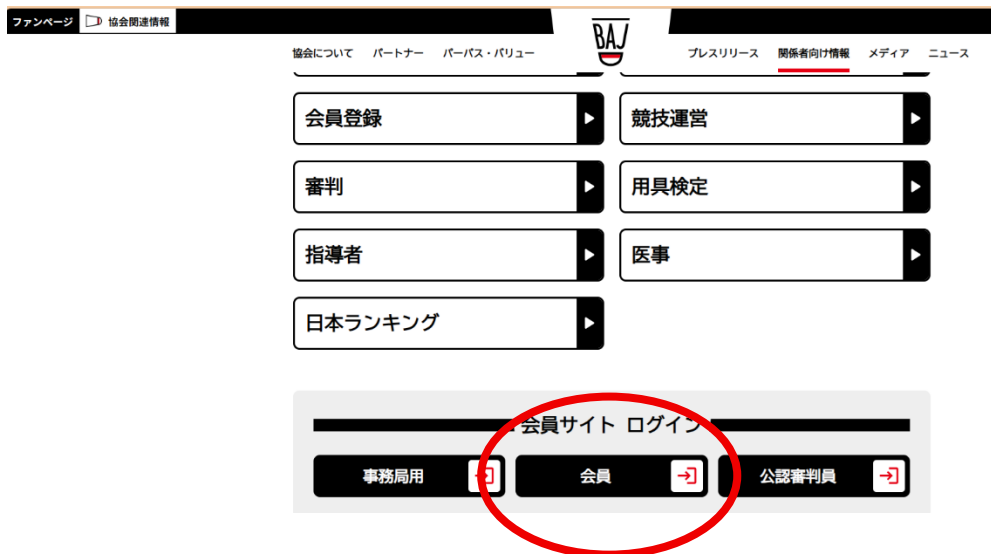 ファンページ 協会関連情報
BAJ
協会について パートナー パーパス・バリュー プレスリリース 関係者向け情報 メディア ニュース
会員登録 競技運営
審判 用具検定
指導者 医事
日本ランキング
会員サイト ログイン
事務局用 会員 公認審判員